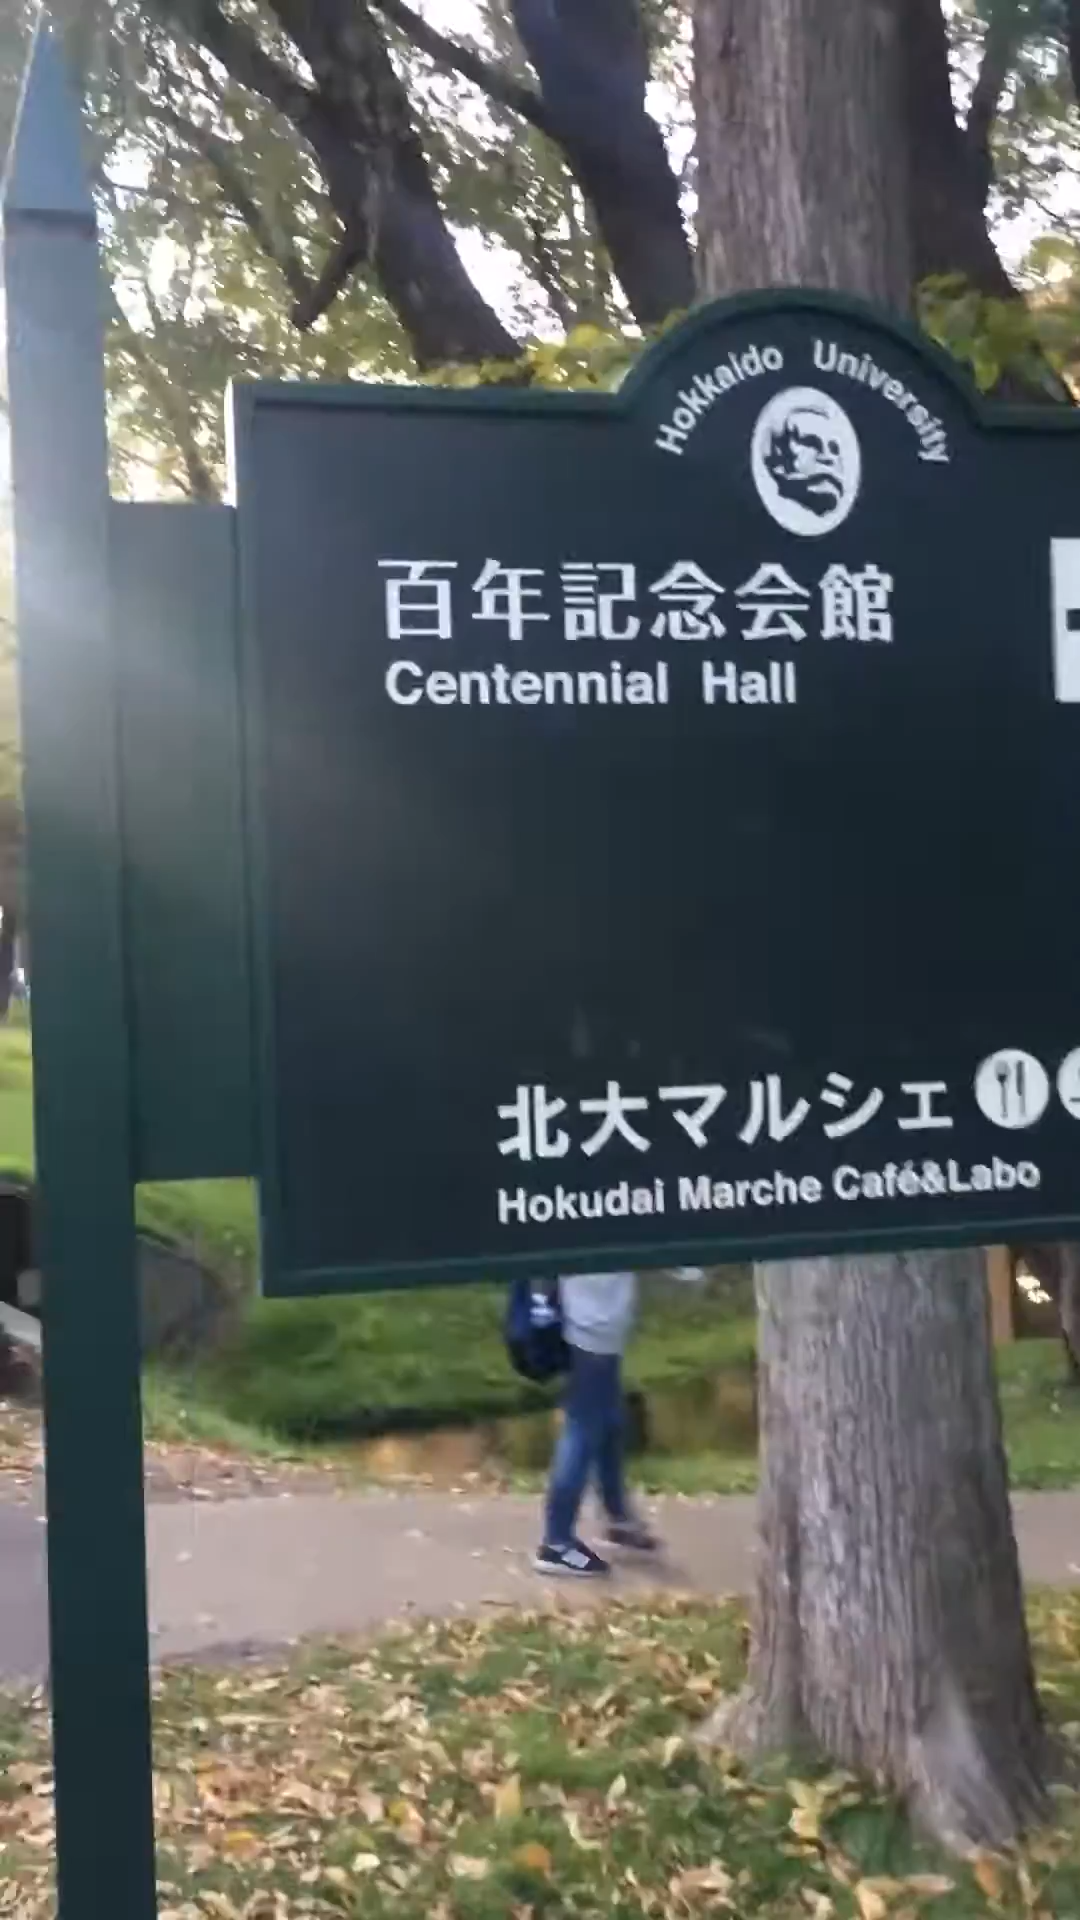 Hokkaido University
百年記念会館
Centennial Hall
北大マルシェ
Hokudai Marche Café&Labo